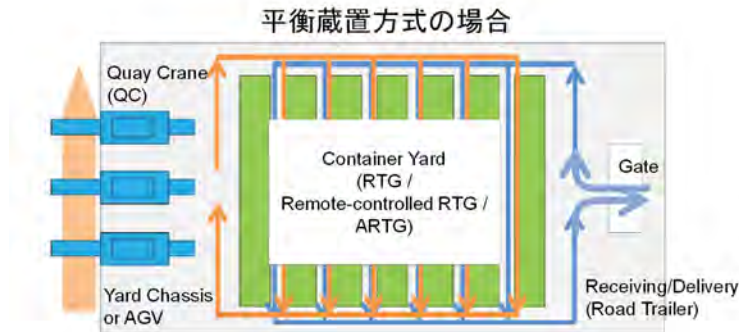 平衡蔵置方式の場合
Quay Crane
(QC)
Container Yard
(RTG /
Remote-controlled RTG /
ARTG)
Gate
Yard Chassis
or AGV
Receiving/Delivery
(Road Trailer)